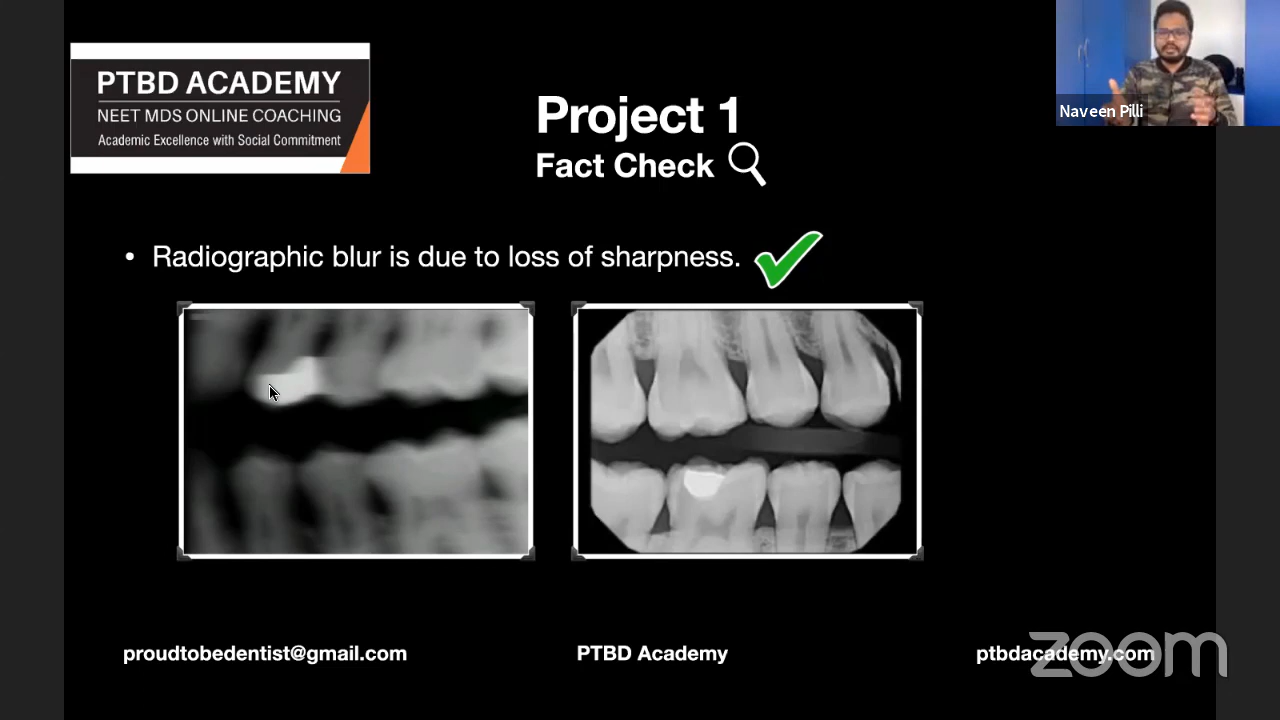 PTBD ACADEMY
NEET MDS ONLINE COACHING
Academic Excellence with Social Commitment
Project 1
Fact Check
Naveen Pilli
• Radiographic blur is due to loss of sharpness.
proudtobedentist@gmail.com
PTBD Academy
ptbdacademy.com
zoom